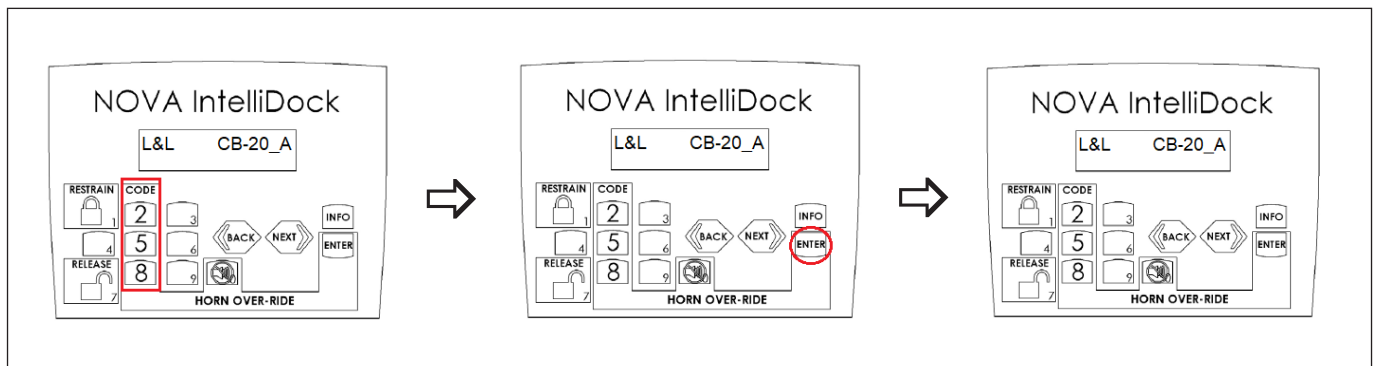 NOVA IntelliDock
L&L CB-20_A
RESTRAIN CODE
1 2 3
4 5 6
BACK NEXT
INFO
ENTER
RELEASE
7 8 9 0
HORN OVER-RIDE
NOVA IntelliDock
L&L CB-20_A
RESTRAIN CODE
1 2 3
4 5 6
BACK NEXT
INFO
ENTER
RELEASE
7 8 9 0
HORN OVER-RIDE
NOVA IntelliDock
L&L CB-20_A
RESTRAIN CODE
1 2 3
4 5 6
BACK NEXT
INFO
ENTER
RELEASE
7 8 9 0
HORN OVER-RIDE